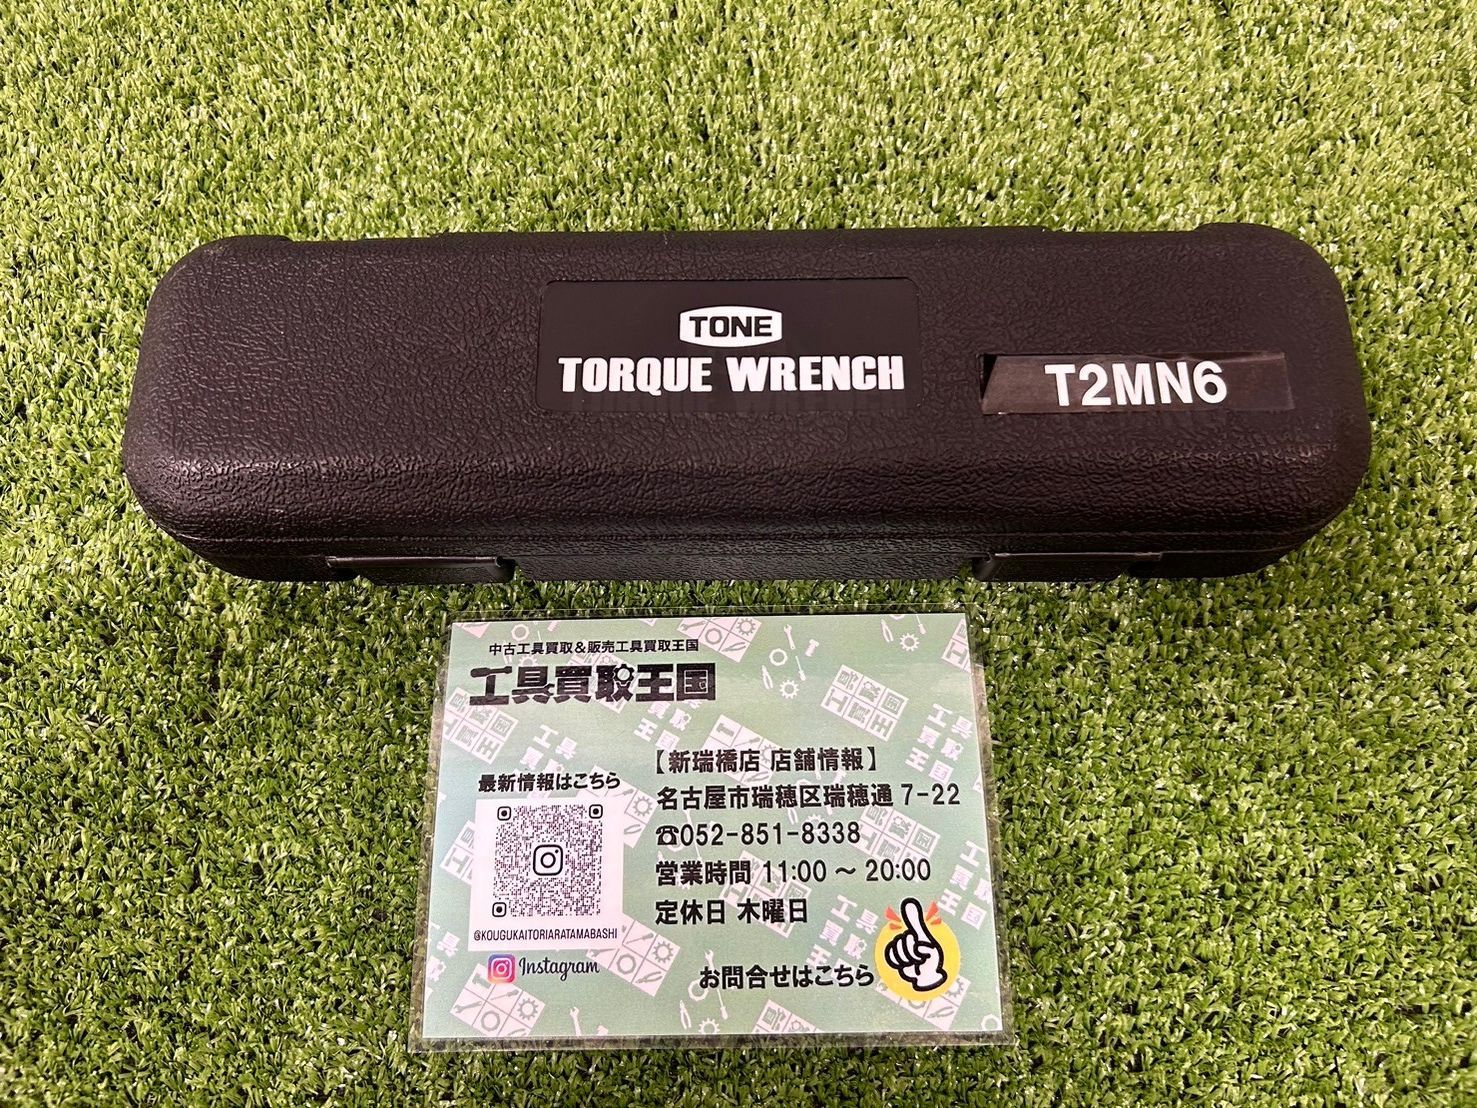 TONE
TORQUE WRENCH
T2MN6
中古工具買取&販売工具買取王国
工具買取王国
最新情報はこちら
@KOUGUKAITORIARATAMABASHI
Instagram
【新瑞橋店 店舗情報】
名古屋市瑞穂区瑞穂通 7-22
☎052-851-8338
営業時間 11:00 ~ 20:00
定休日 木曜日
お問合せはこちら